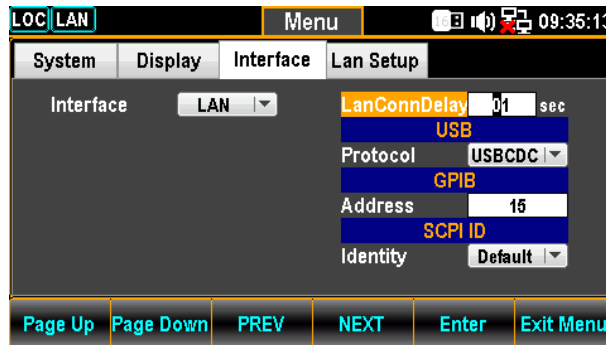 LOC LAN Menu 16 09:35:13
System Display Interface Lan Setup
Interface LAN LanConnDelay 01 sec
USB
Protocol USBCDC
GPIB
Address 15
SCPI ID
Identity Default
Page Up Page Down PREV NEXT Enter Exit Menu